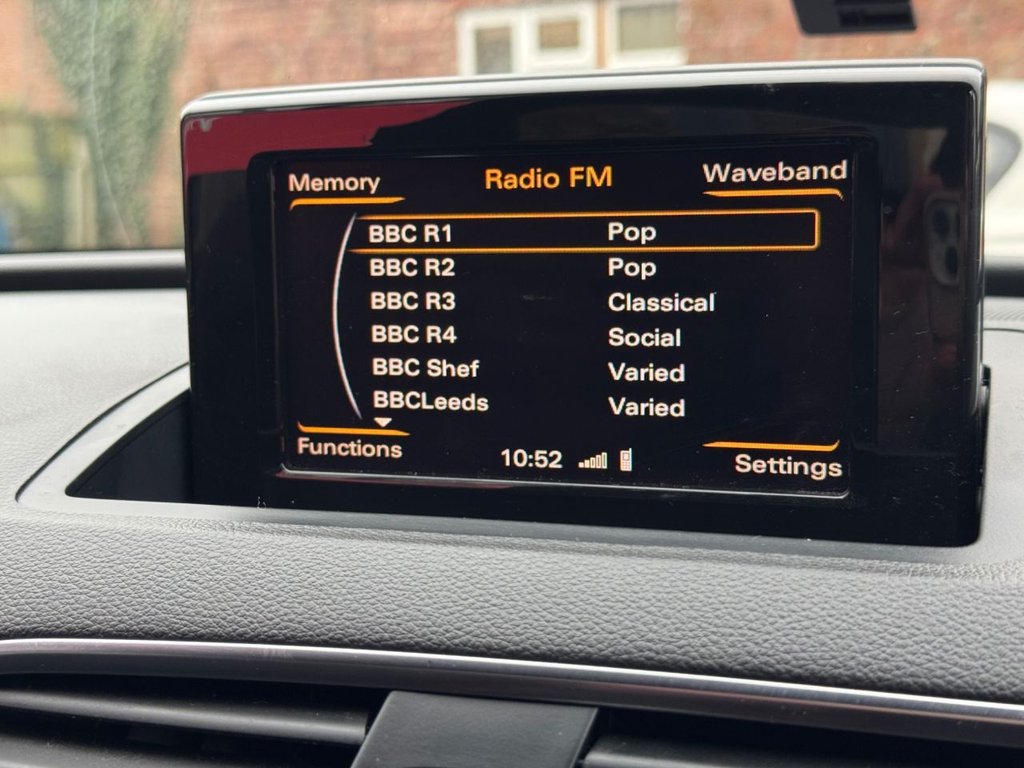 Memory Radio FM Waveband
BBC R1 Pop
BBC R2 Pop
BBC R3 Classical
BBC R4 Social
BBC Shef Varied
BBCLeeds Varied
Functions 10:52 Settings